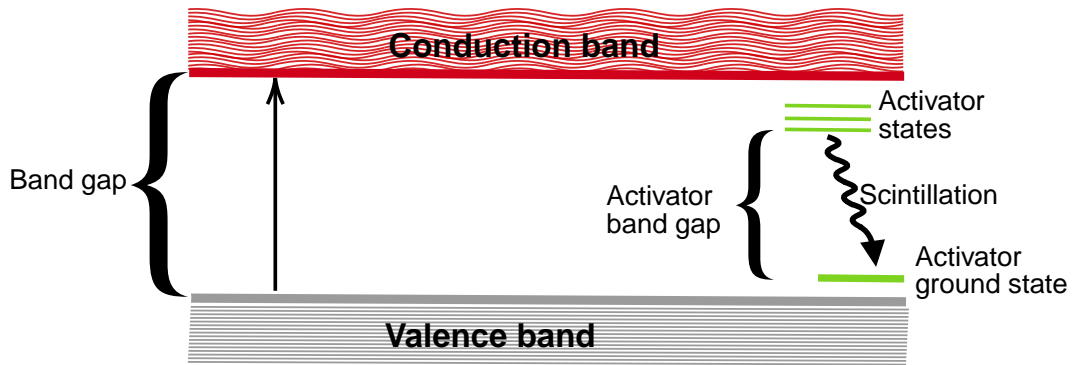 Conduction band
Activator
states
Band gap
Activator
band gap
Scintillation
Activator
ground state
Valence band